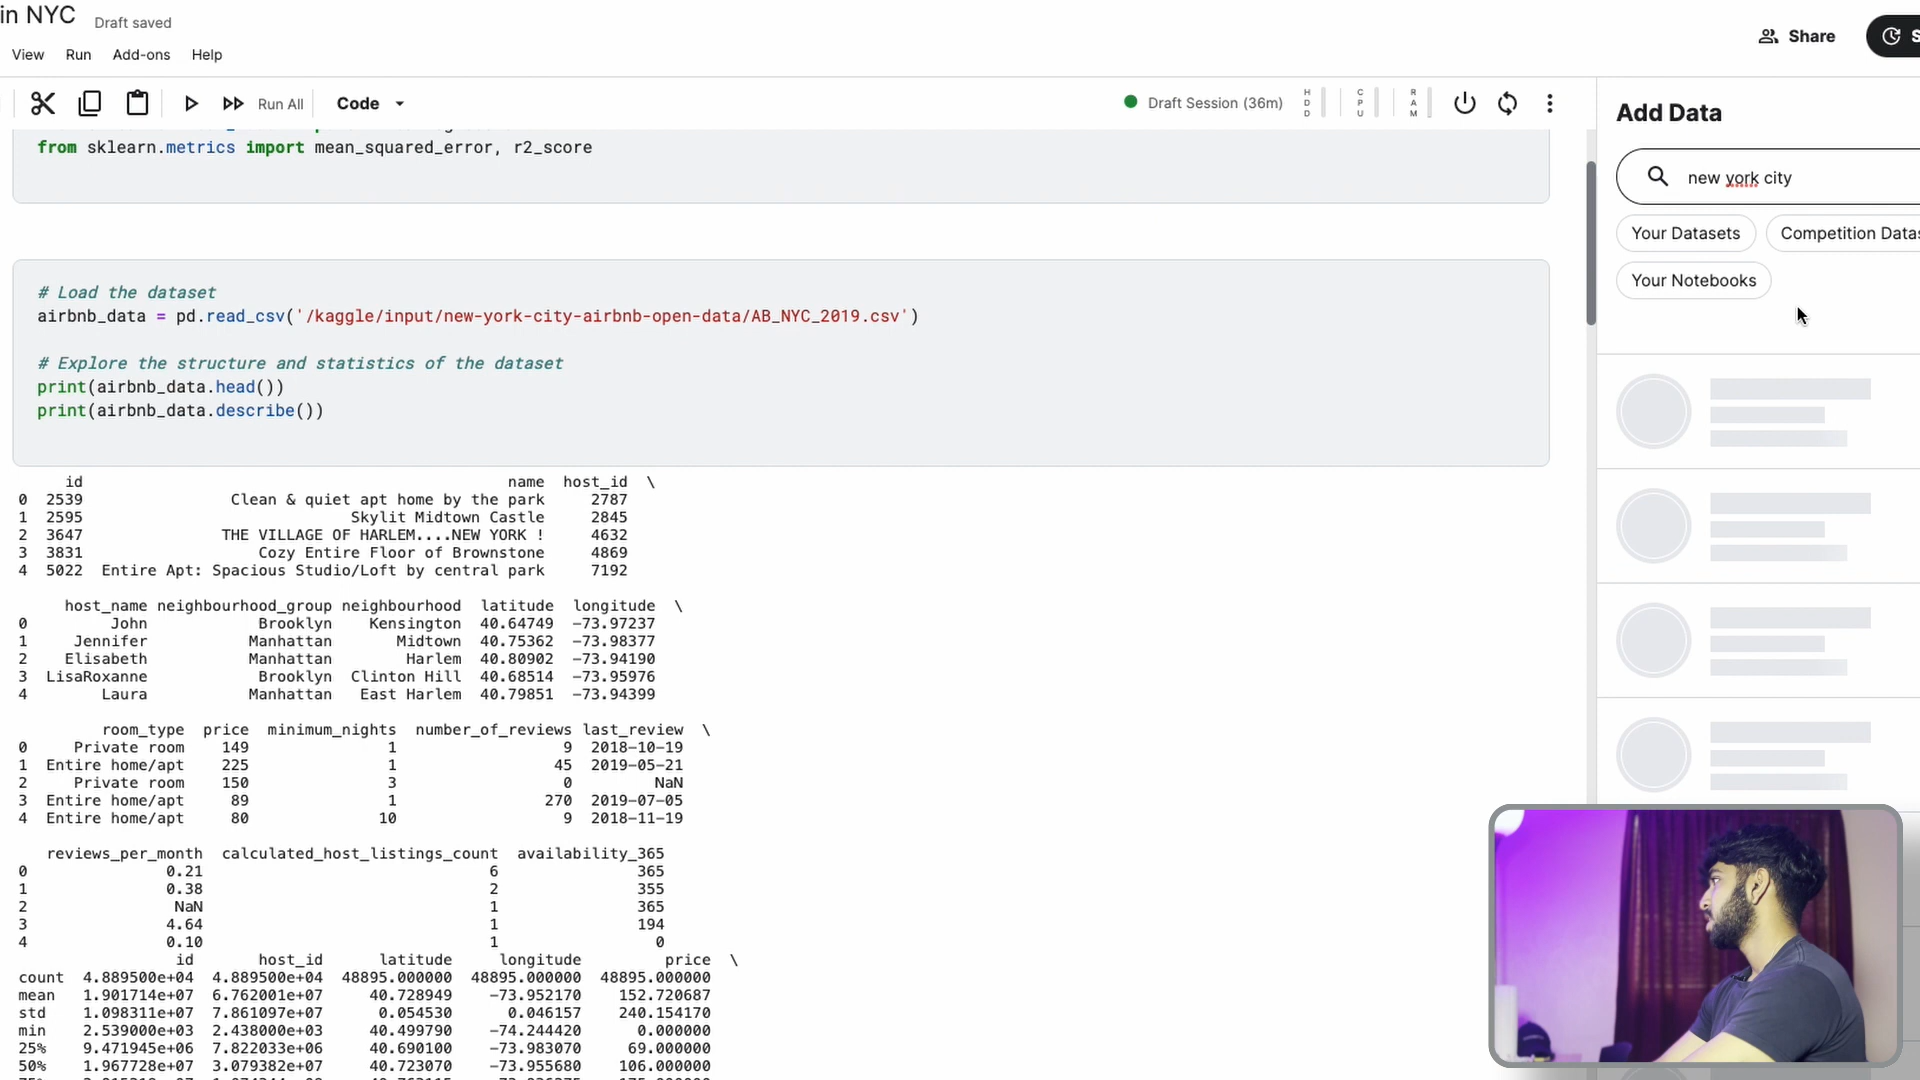 in NYC Draft saved
View Run Add-ons Help
Share
Run All Code Draft Session (36m) HDD CPU RAM
from sklearn.metrics import mean_squared_error, r2_score
# Load the dataset
airbnb_data = pd.read_csv('/kaggle/input/new-york-city-airbnb-open-data/AB_NYC_2019.csv')
# Explore the structure and statistics of the dataset
print(airbnb_data.head())
print(airbnb_data.describe())
id name host_id \
0 2539 Clean & quiet apt home by the park 2787
1 2595 Skylit Midtown Castle 2845
2 3647 THE VILLAGE OF HARLEM....NEW YORK ! 4632
3 3831 Cozy Entire Floor of Brownstone 4869
4 5022 Entire Apt: Spacious Studio/Loft by central park 7192
host_name neighbourhood_group neighbourhood latitude longitude \
0 John Brooklyn Kensington 40.64749 -73.97237
1 Jennifer Manhattan Midtown 40.75362 -73.98377
2 Elisabeth Manhattan Harlem 40.80902 -73.94190
3 LisaRoxanne Brooklyn Clinton Hill 40.68514 -73.95976
4 Laura Manhattan East Harlem 40.79851 -73.94399
room_type price minimum_nights number_of_reviews last_review \
0 Private room 149 1 9 2018-10-19
1 Entire home/apt 225 1 45 2019-05-21
2 Private room 150 3 0 NaN
3 Entire home/apt 89 1 270 2019-07-05
4 Entire home/apt 80 10 9 2018-11-19
reviews_per_month calculated_host_listings_count availability_365
0 0.21 6 365
1 0.38 2 355
2 NaN 1 365
3 4.64 1 194
4 0.10 1 0
id host_id latitude longitude price \
count 4.889500e+04 4.889500e+04 48895.000000 48895.000000 48895.000000
mean 1.901714e+07 6.762001e+07 40.728949 -73.952170 152.720687
std 1.098311e+07 7.861097e+07 0.054530 0.046157 240.154170
min 2.539000e+03 2.438000e+03 40.499790 -74.244420 0.000000
25% 9.471945e+06 7.822033e+06 40.690100 -73.983070 69.000000
50% 1.967728e+07 3.079382e+07 40.723070 -73.955680 106.000000
Add Data
new york city
Your Datasets Competition Datas
Your Notebooks